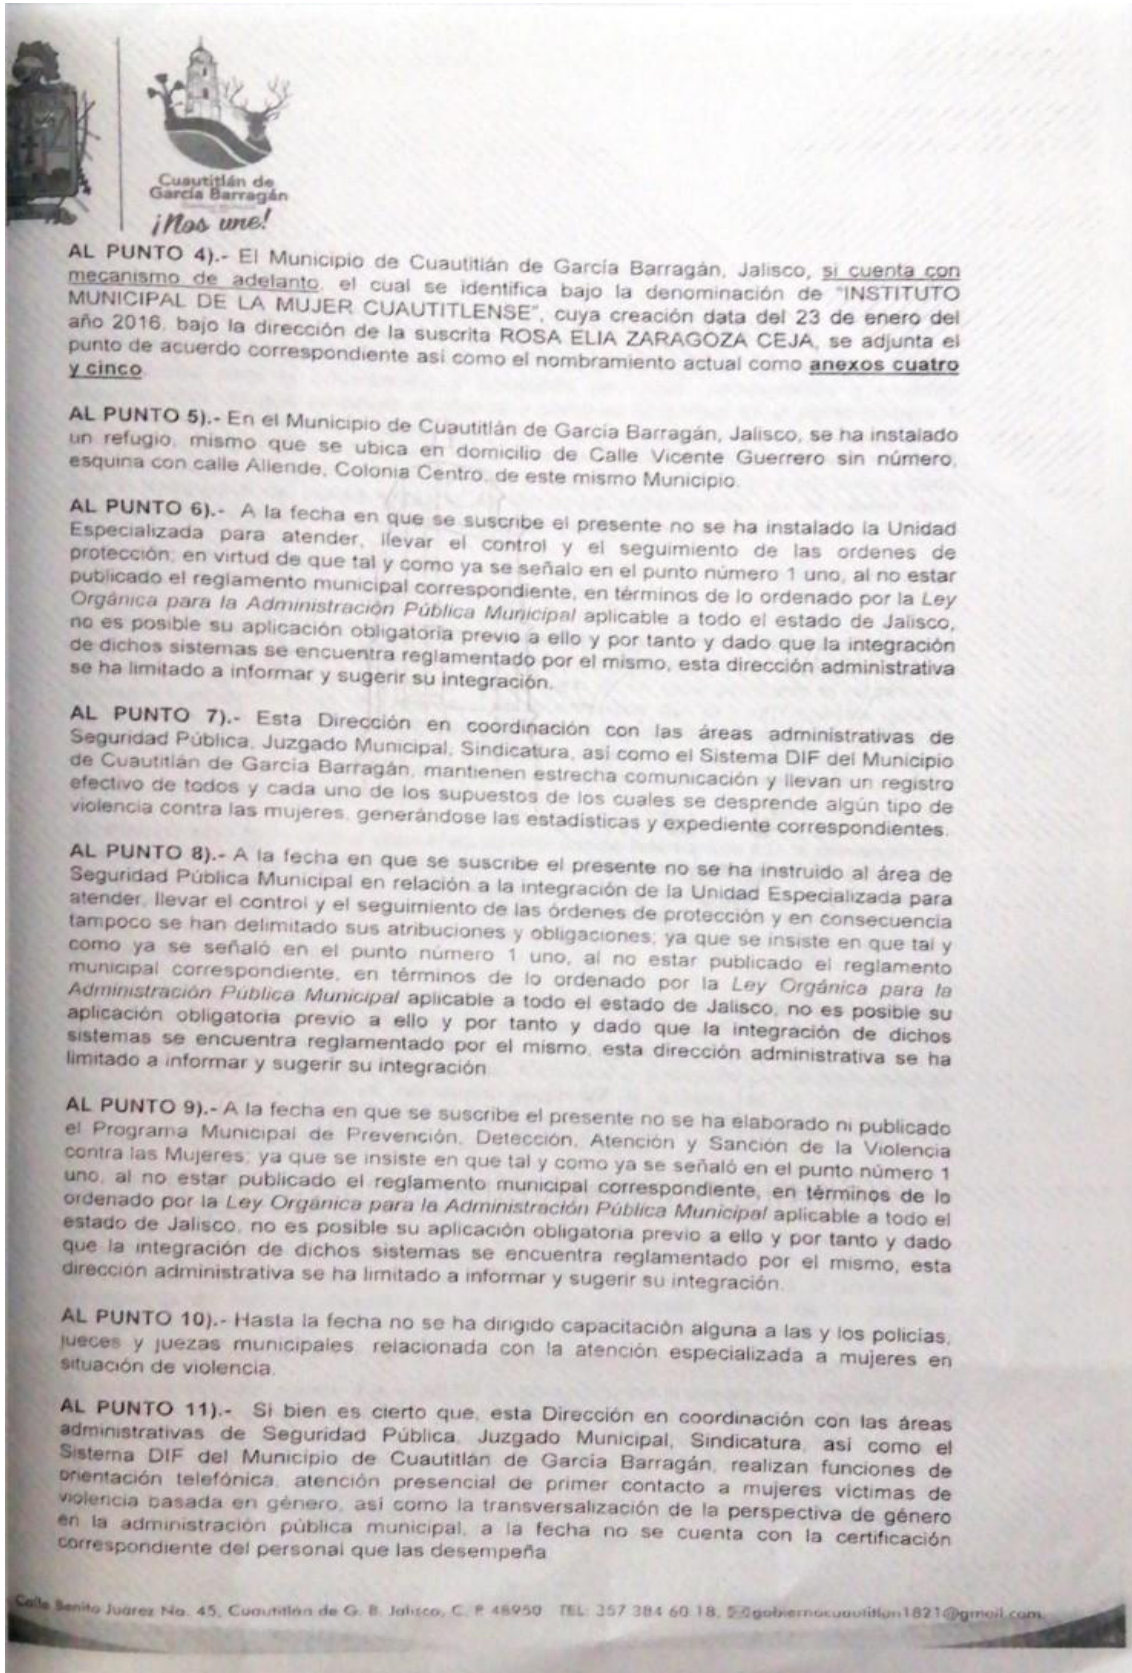 Cuautitlán de
García Barragán
¡Nos une!
AL PUNTO 4).- El Municipio de Cuautitlán de García Barragán, Jalisco, si cuenta con
mecanismo de adelanto, el cual se identifica bajo la denominación de "INSTITUTO
MUNICIPAL DE LA MUJER CUAUTITLENSE", cuya creación data del 23 de enero del
año 2016, bajo la dirección de la suscrita ROSA ELIA ZARAGOZA CEJA, se adjunta el
punto de acuerdo correspondiente así como el nombramiento actual como anexos cuatro
y cinco.
AL PUNTO 5).- En el Municipio de Cuautitlán de García Barragán, Jalisco, se ha instalado
un refugio, mismo que se ubica en domicilio de Calle Vicente Guerrero sin número,
esquina con calle Allende, Colonia Centro, de este mismo Municipio.
AL PUNTO 6).- A la fecha en que se suscribe el presente no se ha instalado la Unidad
Especializada para atender, llevar el control y el seguimiento de las ordenes de
protección; en virtud de que tal y como ya se señalo en el punto número 1 uno, al no estar
publicado el reglamento municipal correspondiente, en términos de lo ordenado por la Ley
Orgánica para la Administración Pública Municipal aplicable a todo el estado de Jalisco,
no es posible su aplicación obligatoria previo a ello y por tanto y dado que la integración
de dichos sistemas se encuentra reglamentado por el mismo, esta dirección administrativa
se ha limitado a informar y sugerir su integración.
AL PUNTO 7).- Esta Dirección en coordinación con las áreas administrativas de
Seguridad Pública, Juzgado Municipal, Sindicatura, así como el Sistema DIF del Municipio
de Cuautitlán de García Barragán, mantienen estrecha comunicación y llevan un registro
efectivo de todos y cada uno de los supuestos de los cuales se desprende algún tipo de
violencia contra las mujeres, generándose las estadísticas y expediente correspondientes.
AL PUNTO 8).- A la fecha en que se suscribe el presente no se ha instruido al área de
Seguridad Pública Municipal en relación a la integración de la Unidad Especializada para
atender, llevar el control y el seguimiento de las órdenes de protección y en consecuencia
tampoco se han delimitado sus atribuciones y obligaciones; ya que se insiste en que tal y
como ya se señaló en el punto número 1 uno, al no estar publicado el reglamento
municipal correspondiente, en términos de lo ordenado por la Ley Orgánica para la
Administración Pública Municipal aplicable a todo el estado de Jalisco, no es posible su
aplicación obligatoria previo a ello y por tanto y dado que la integración de dichos
sistemas se encuentra reglamentado por el mismo, esta dirección administrativa se ha
limitado a informar y sugerir su integración
AL PUNTO 9).- A la fecha en que se suscribe el presente no se ha elaborado ni publicado
el Programa Municipal de Prevención, Detección, Atención y Sanción de la Violencia
contra las Mujeres; ya que se insiste en que tal y como ya se señaló en el punto número 1
uno, al no estar publicado el reglamento municipal correspondiente, en términos de lo
ordenado por la Ley Orgánica para la Administración Pública Municipal aplicable a todo el
estado de Jalisco, no es posible su aplicación obligatoria previo a ello y por tanto y dado
que la integración de dichos sistemas se encuentra reglamentado por el mismo, esta
dirección administrativa se ha limitado a informar y sugerir su integración.
AL PUNTO 10).- Hasta la fecha no se ha dirigido capacitación alguna a las y los policías,
jueces y juezas municipales, relacionada con la atención especializada a mujeres en
situación de violencia.
AL PUNTO 11).- Si bien es cierto que, esta Dirección en coordinación con las áreas
administrativas de Seguridad Pública, Juzgado Municipal, Sindicatura, así como el
Sistema DIF del Municipio de Cuautitlán de García Barragán, realizan funciones de
orientación telefónica, atención presencial de primer contacto a mujeres víctimas de
violencia basada en género, así como la transversalización de la perspectiva de género
en la administración pública municipal, a la fecha no se cuenta con la certificación
correspondiente del personal que las desempeña
Calle Benito Juárez No. 45, Cuautitlán de G. B. Jalisco, C. P. 48950 TEL: 357 384 60 18, gobiernocuautitlan1821@gmail.com